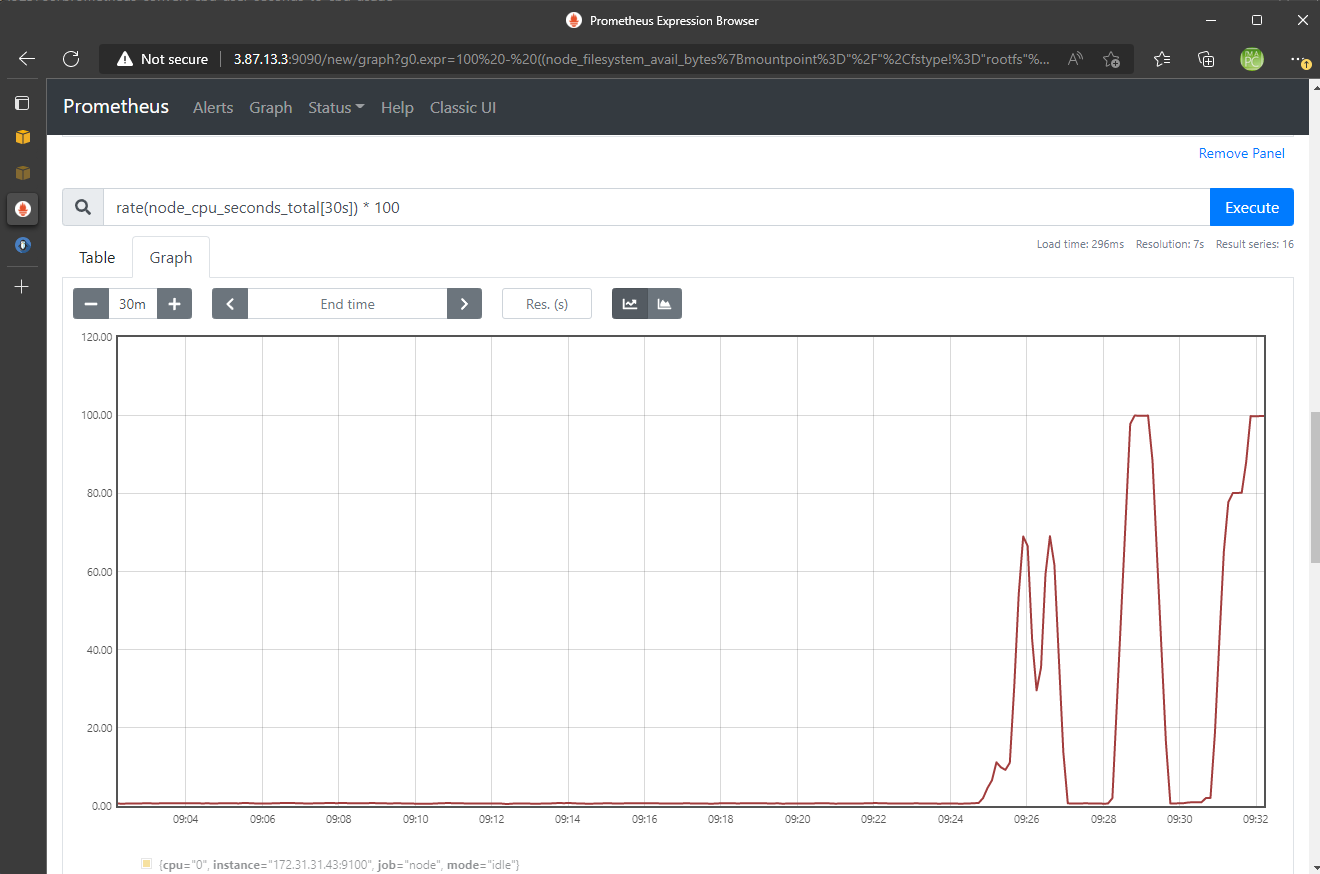 Prometheus Expression Browser
Not secure
3.87.13.3:9090/new/graph?g0.expr=100%20-%20((node_filesystem_avail_bytes%7Bmountpoint%3D"%2F"%2Cfstype!%3D"rootfs"%...
Prometheus Alerts Graph Status Help Classic UI
Remove Panel
rate(node_cpu_seconds_total[30s]) * 100
Execute
Load time: 296ms Resolution: 7s Result series: 16
Table Graph
30m
End time
Res. (s)
120.00
100.00
80.00
60.00
40.00
20.00
0.00
09:04 09:06 09:08 09:10 09:12 09:14 09:16 09:18 09:20 09:22 09:24 09:26 09:28 09:30 09:32
{cpu="0", instance="172.31.31.43:9100", job="node", mode="idle"}